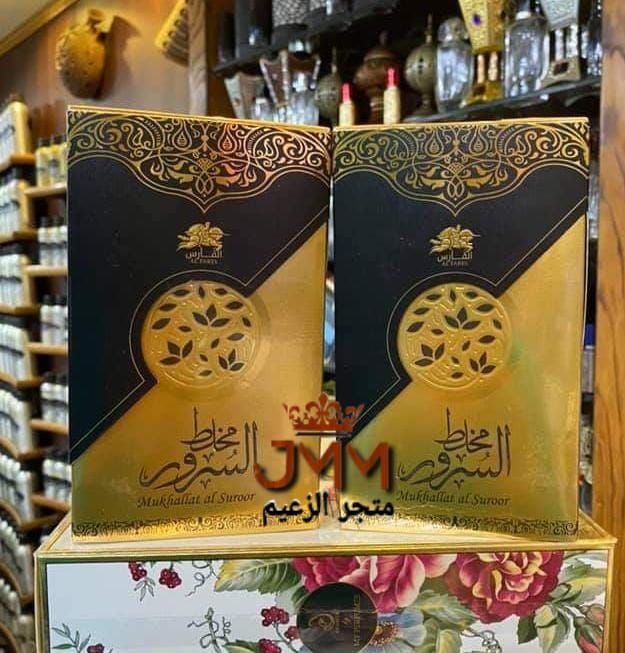 الفارس
AL FARES
مخلط
السرور
Mukhallat al Suroor
الفارس
AL FARES
مخلط
السرور
Mukhallat al Suroor
JMM
متجر الزعيم